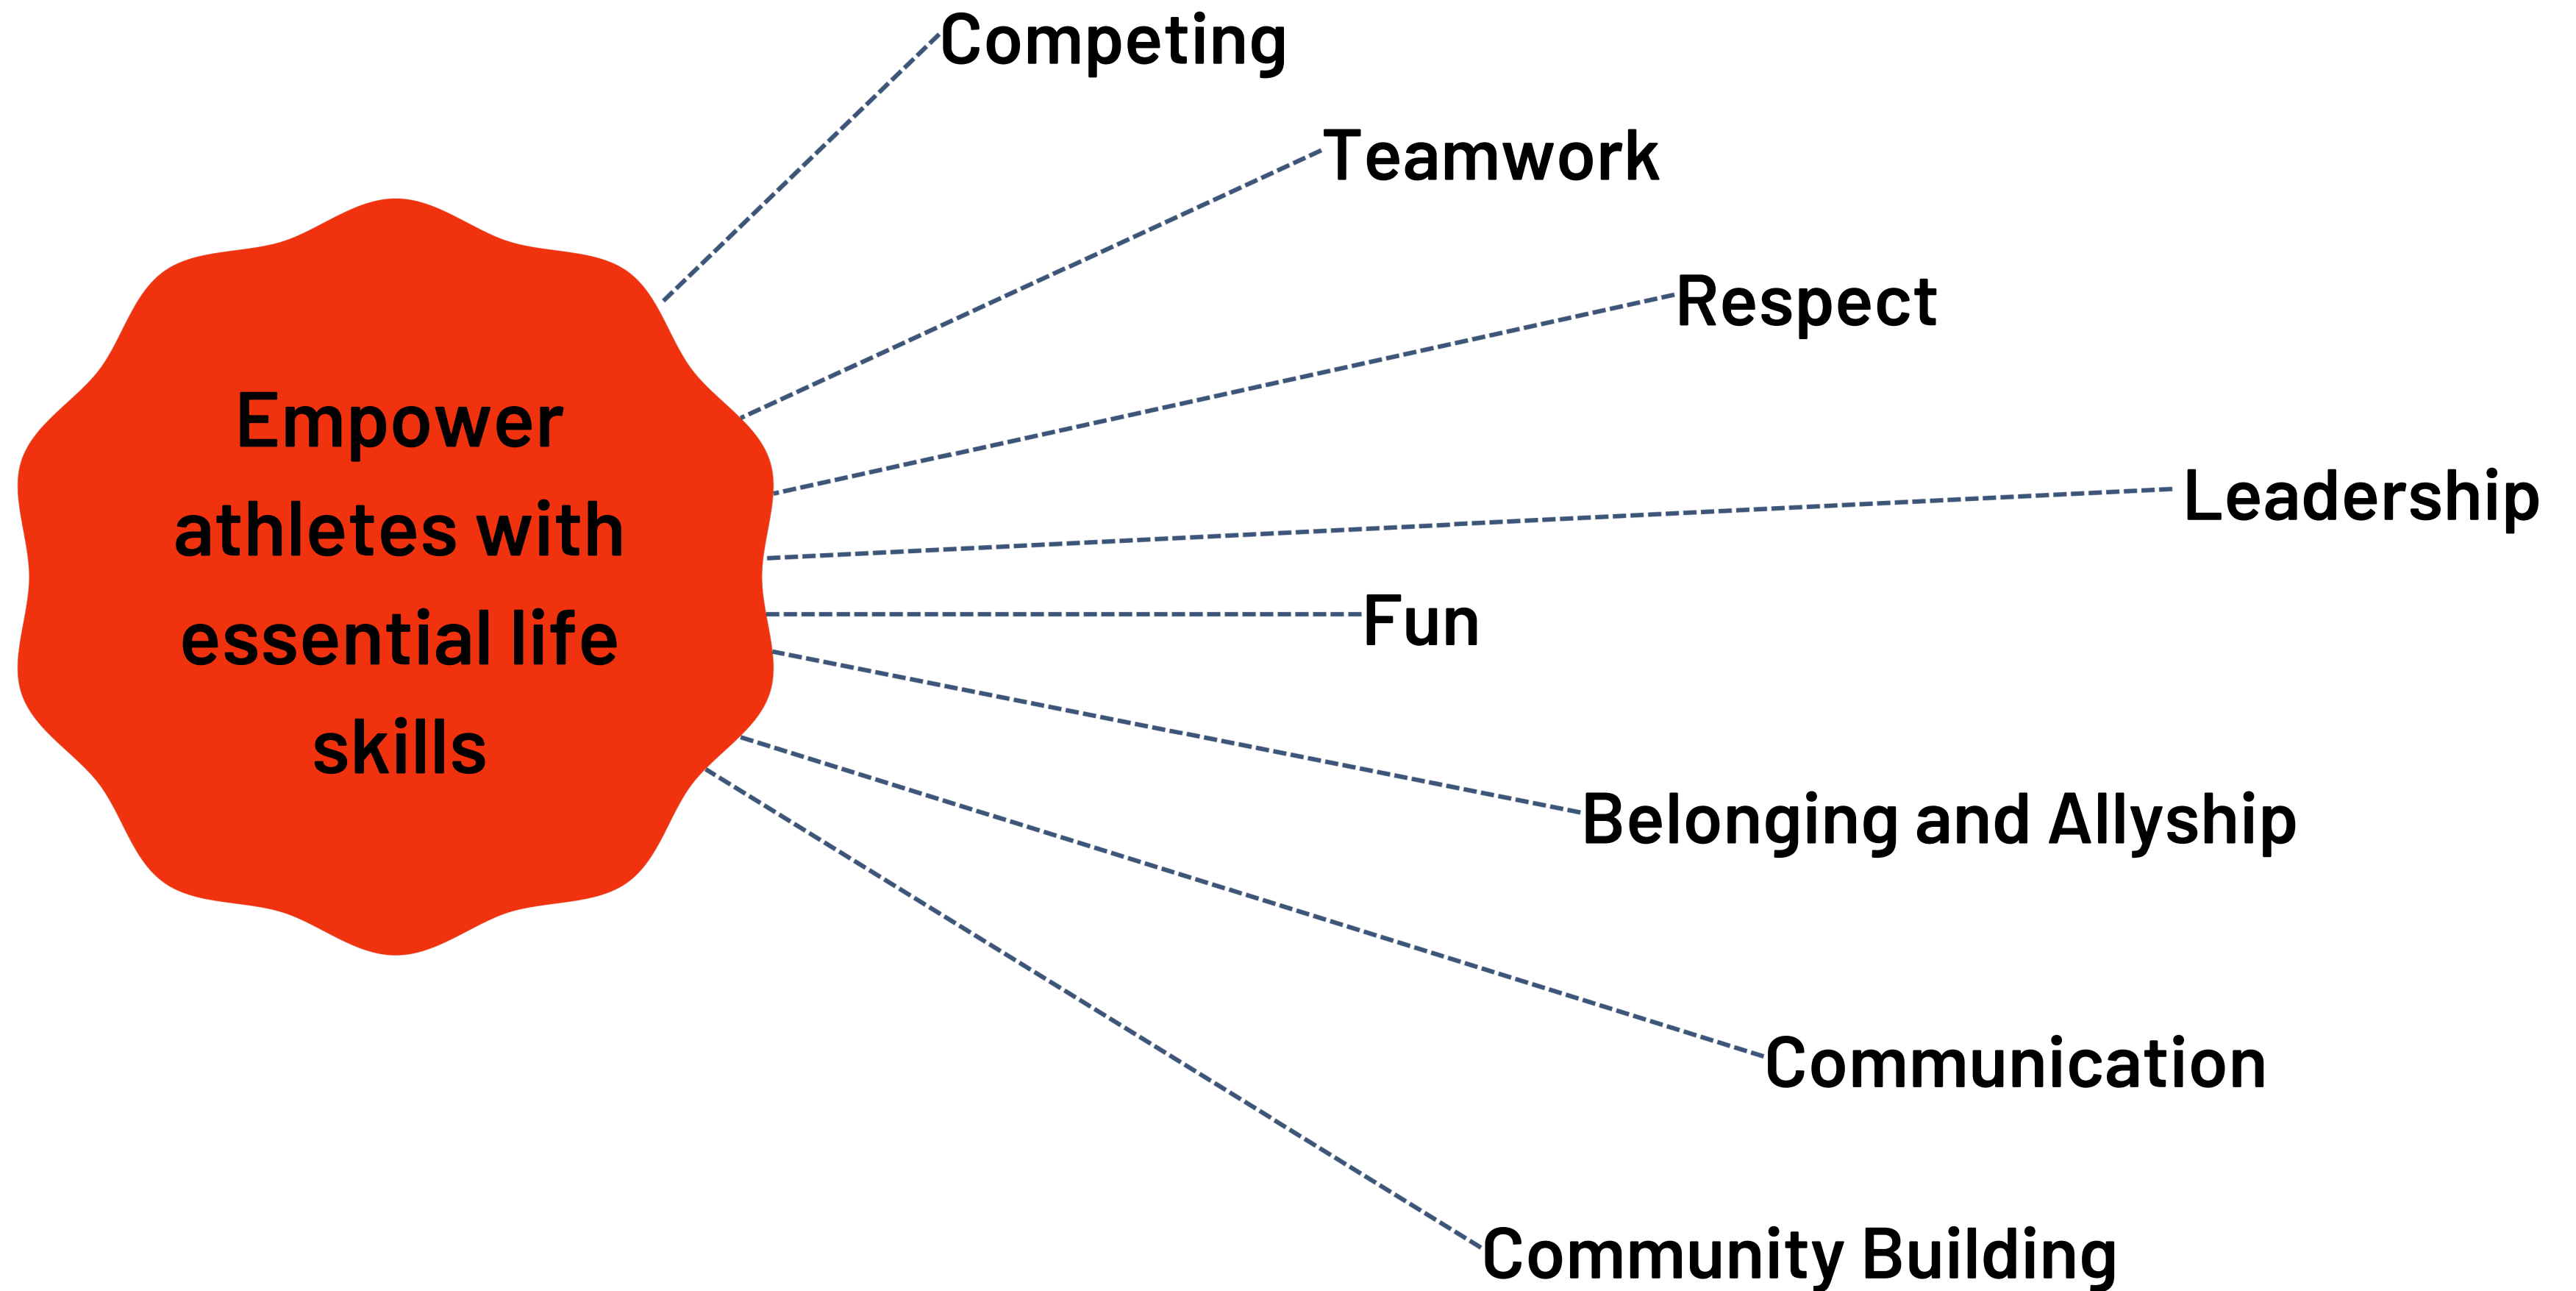 Competing
Teamwork
Respect
Leadership
Empower
athletes with
essential life
skills
Fun
Belonging and Allyship
Communication
Community Building